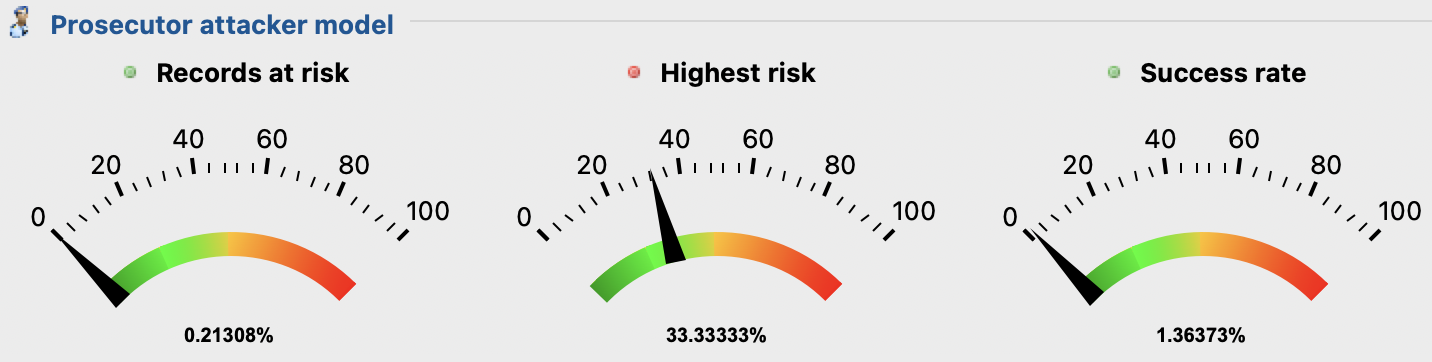 Prosecutor attacker model
Records at risk
Highest risk
Success rate
0 20 40 60 80 100
0 20 40 60 80 100
0 20 40 60 80 100
0.21308%
33.33333%
1.36373%